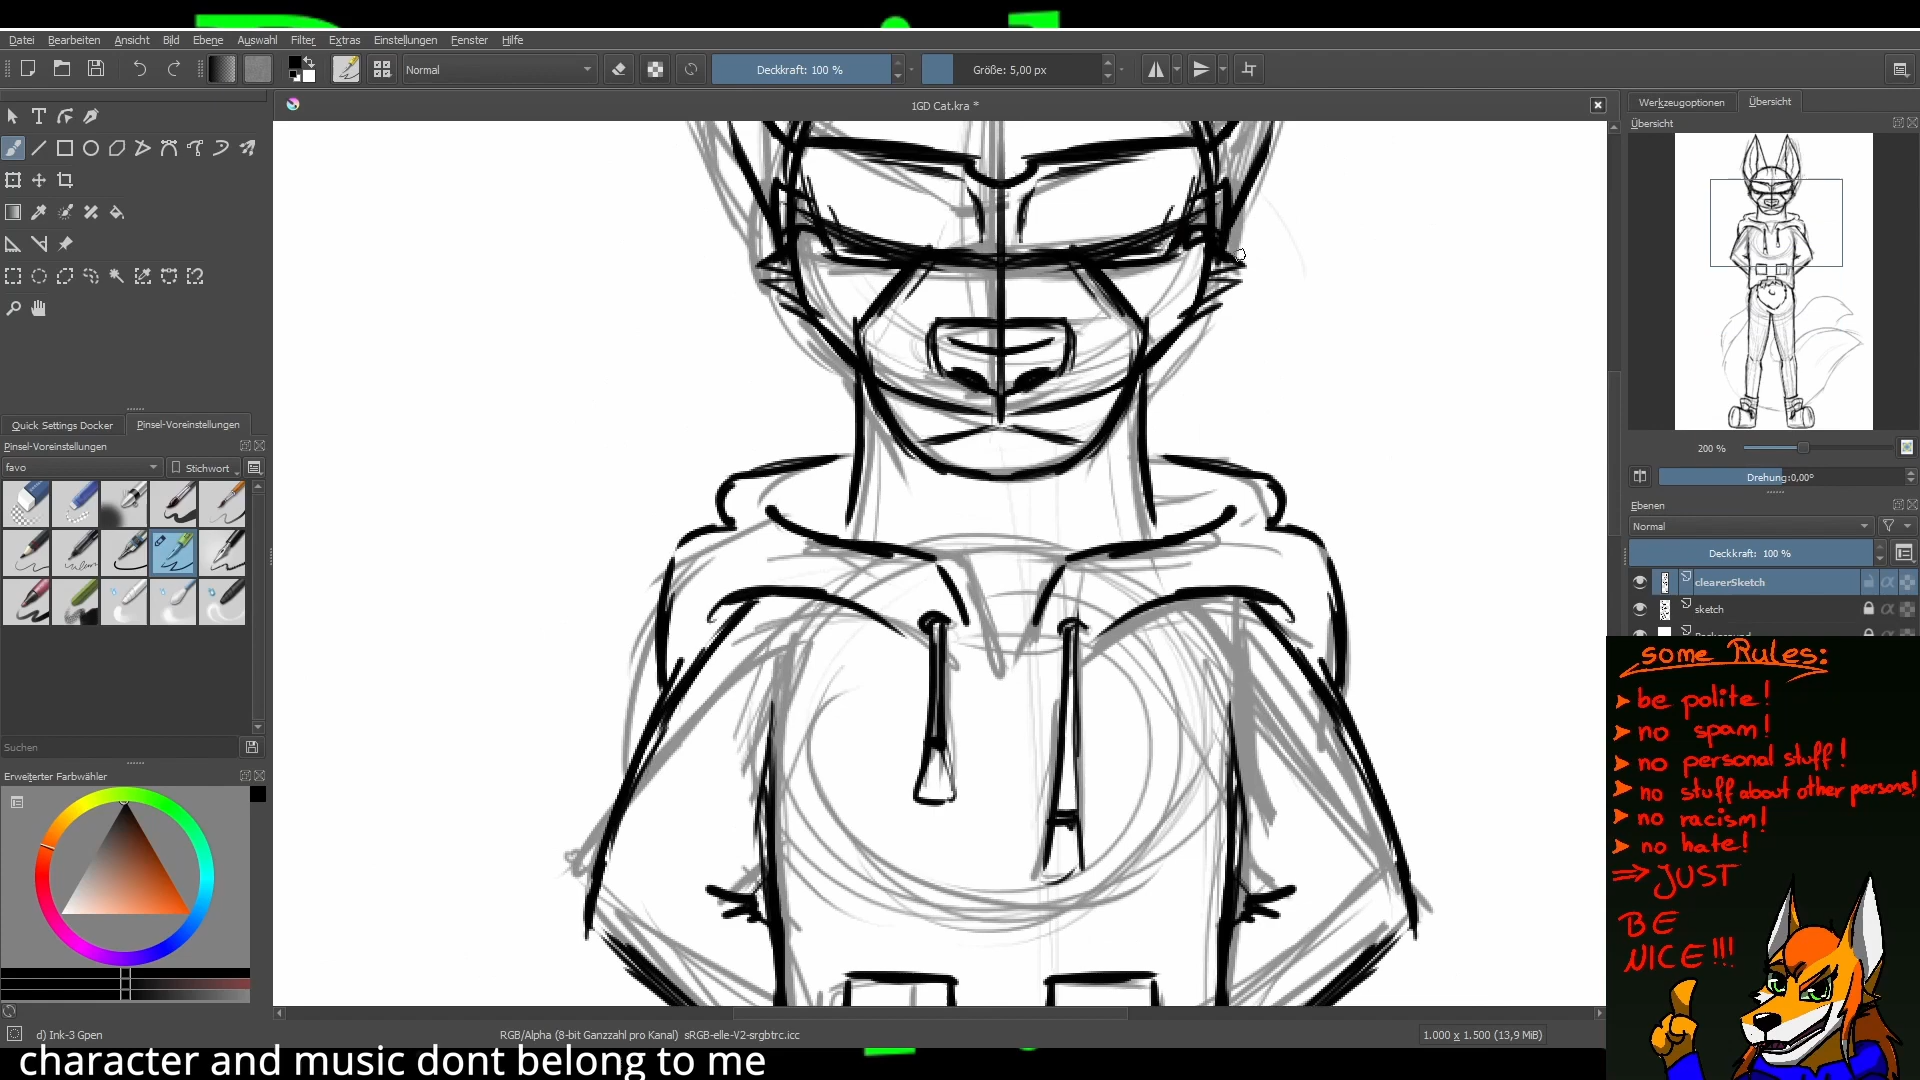 Datei Bearbeiten Ansicht Bild Ebene Auswahl Filter Extras Einstellungen Fenster Hilfe
Normal Deckkraft: 100 % Größe: 5,00 px
1GD Cat.kra *
Werkzeugoptionen Übersicht
Übersicht
Quick Settings Docker Pinsel-Voreinstellungen
Pinsel-Voreinstellungen
favo Stichwort
200 %
Drehung:0,00°
Ebenen
Normal
Deckkraft: 100 %
clearerSketch
sketch
Suchen
Erweiterter Farbwähler
some Rules:
be polite!
no spam!
no personal stuff!
no stuff about other persons!
no racism!
no hate!
=> JUST
BE
NICE!!!
d) Ink-3 Gpen RGB/Alpha (8-bit Ganzzahl pro Kanal) sRGB-elle-V2-srgbtrc.icc 1.000 x 1.500 (13,9 MiB)
character and music dont belong to me